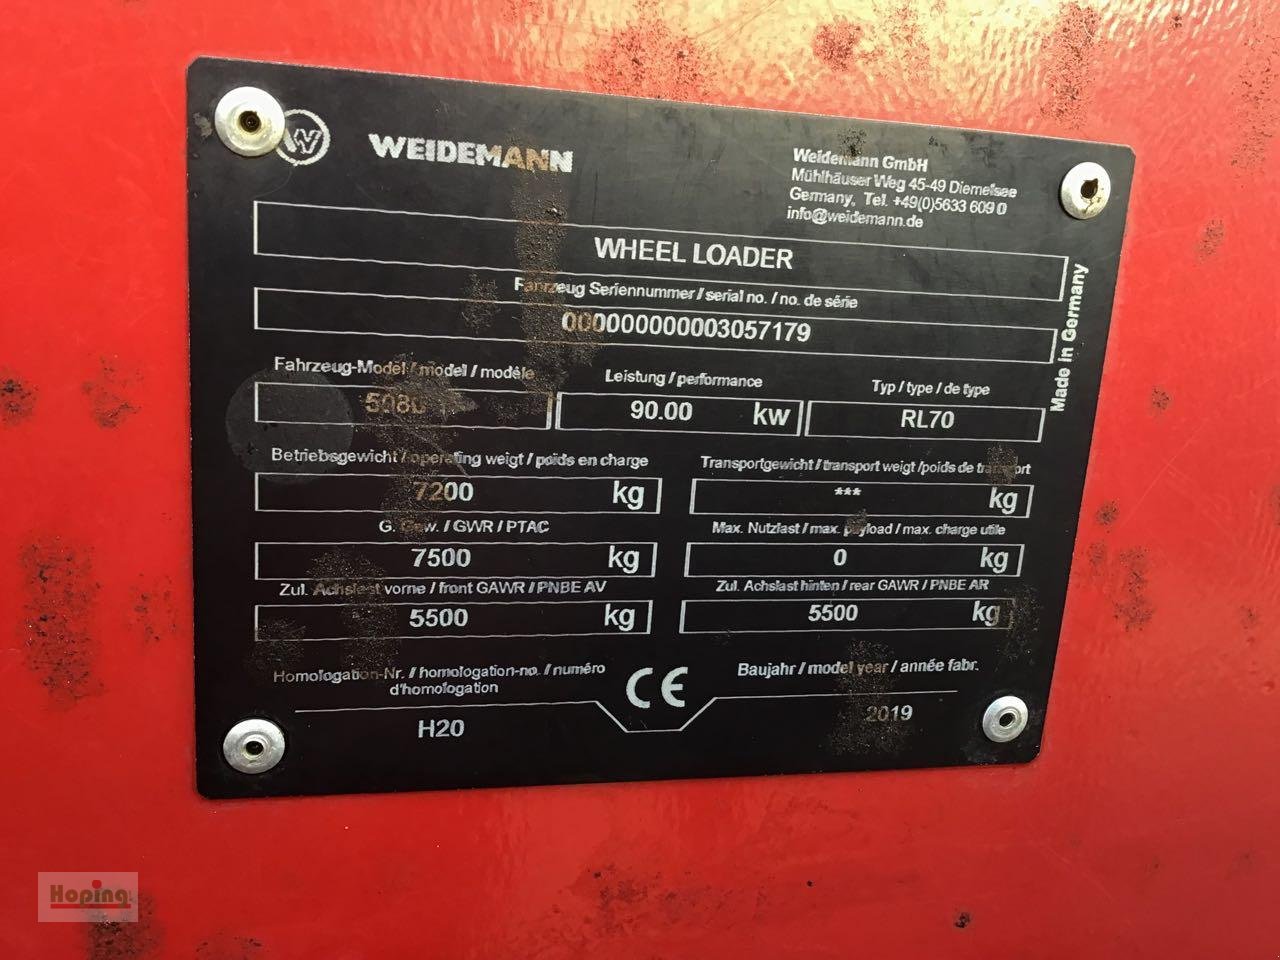 WEIDEMANN
Weidemann GmbH
Mühlhäuser Weg 45-49 Diemelsee
Germany, Tel. +49(0)5633 609 0
info@weidemann.de
WHEEL LOADER
Fahrzeug Seriennummer / serial no. / no. de série
00000000003057179
Made in Germany
Fahrzeug-Model / model / modèle
5080
Leistung / performance
90.00 kw
Typ / type / de type
RL70
Betriebsgewicht / operating weigt / poids en charge
7200 kg
Transportgewicht / transport weigt /poids de transport
*** kg
G. Gew. / GWR / PTAC
7500 kg
Max. Nutzlast / max. payload / max. charge utile
0 kg
Zul. Achslast vorne / front GAWR / PNBE AV
5500 kg
Zul. Achslast hinten / rear GAWR / PNBE AR
5500 kg
Homologation-Nr. / homologation-no. / numéro
d'homologation
H20
CE
Baujahr / model year / année fabr.
2019
Hoping